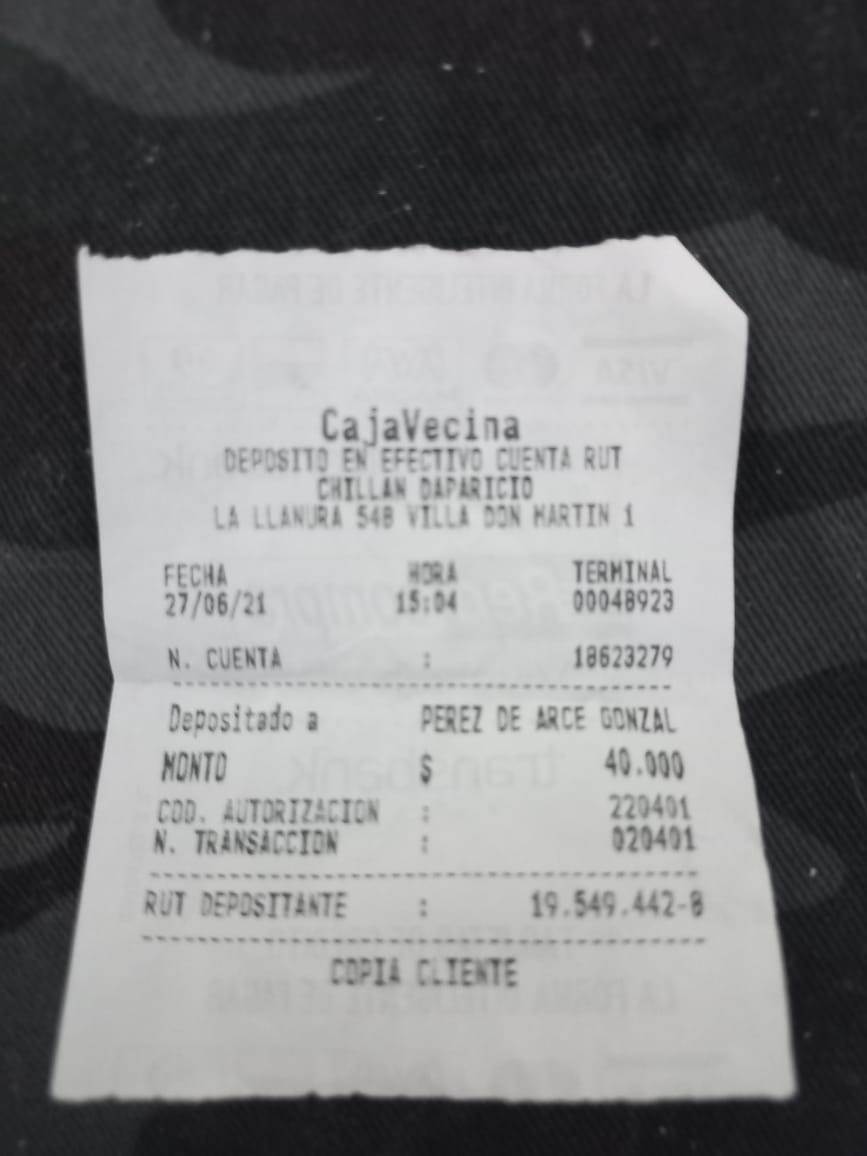 CajaVecina
DEPOSITO EN EFECTIVO CUENTA RUT
CHILLAN DAPARICIO
LA LLANURA 548 VILLA DON MARTIN 1
FECHA HORA TERMINAL
27/06/21 15:04 00048923
N. CUENTA : 18623279
Depositado a PEREZ DE ARCE GONZAL
MONTO $ 40.000
COD. AUTORIZACION : 220401
N. TRANSACCION : 020401
RUT DEPOSITANTE : 19.549.442-8
COPIA CLIENTE